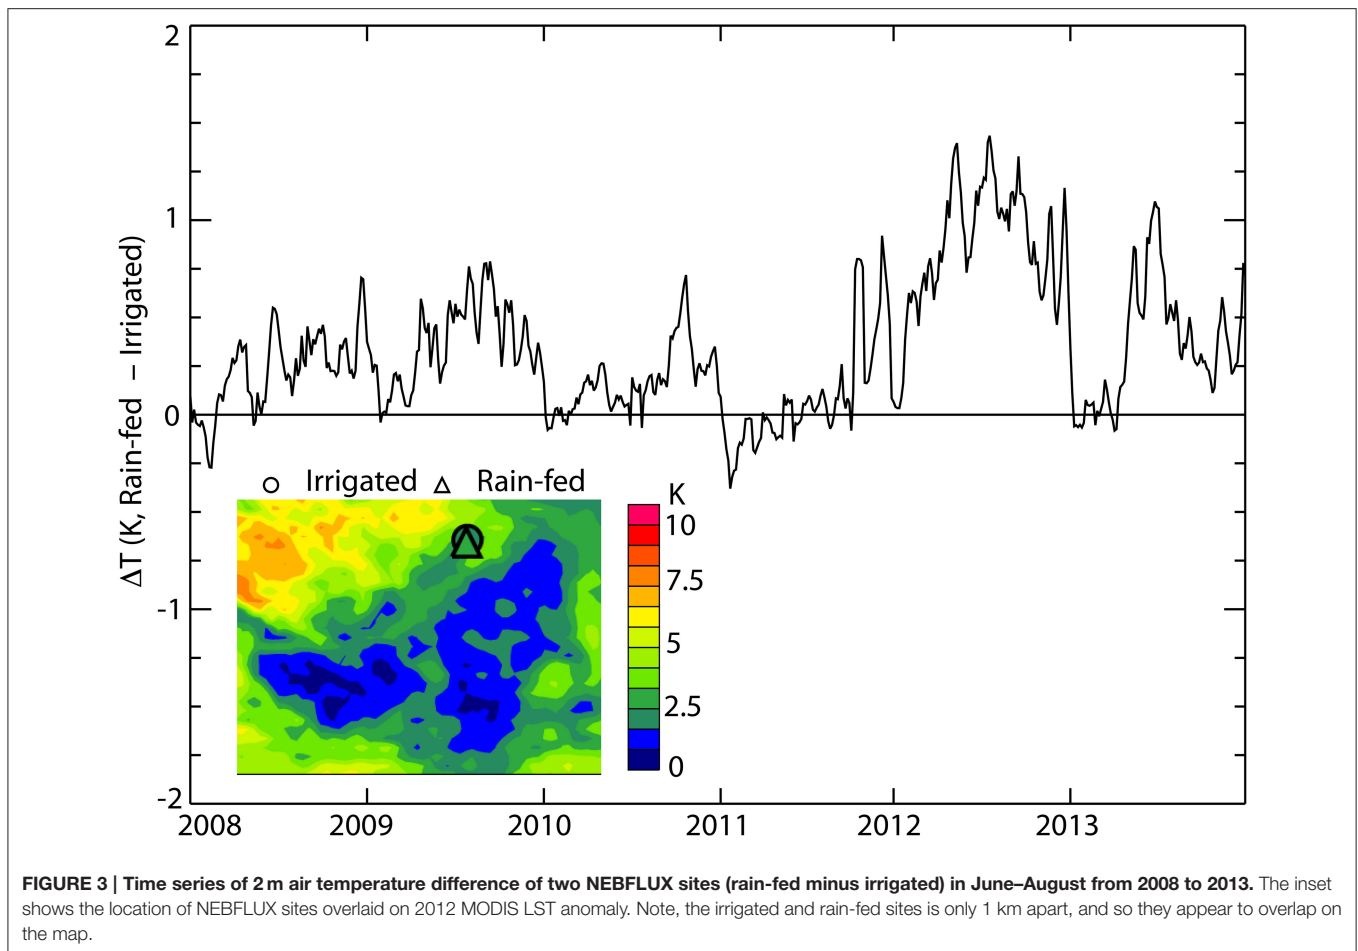 2
1
0
-1
-2
ΔT (K, Rain-fed – Irrigated)
Irrigated Rain-fed
K
10
7.5
5
2.5
0
2008 2009 2010 2011 2012 2013
FIGURE 3 | Time series of 2 m air temperature difference of two NEBFLUX sites (rain-fed minus irrigated) in June–August from 2008 to 2013. The inset
shows the location of NEBFLUX sites overlaid on 2012 MODIS LST anomaly. Note, the irrigated and rain-fed sites is only 1 km apart, and so they appear to overlap on
the map.